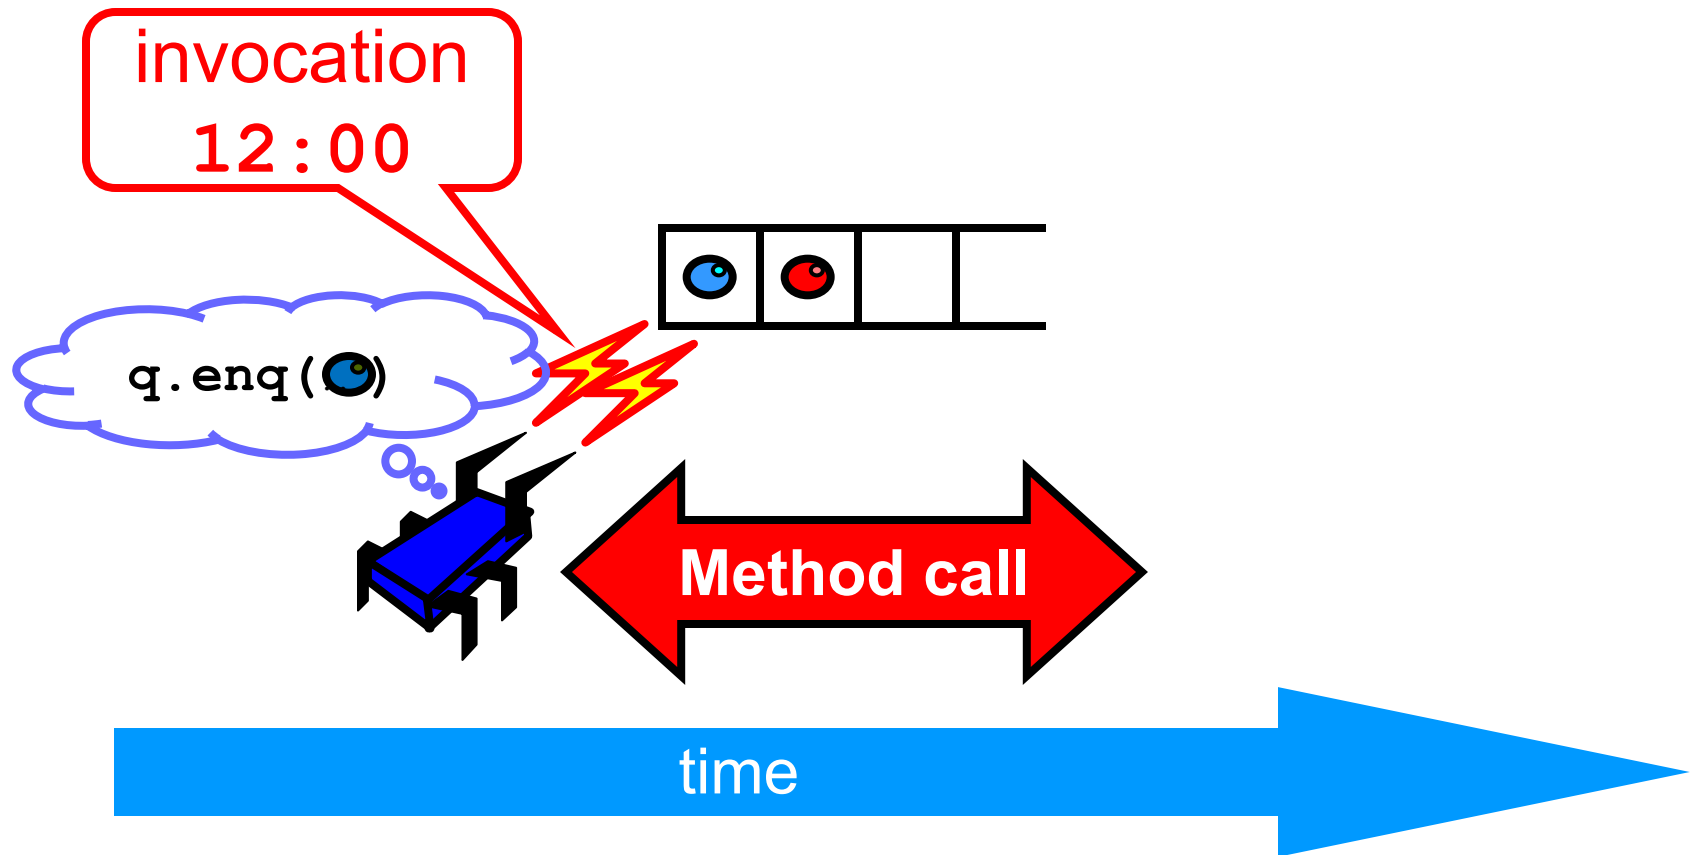 invocation
12:00
q.enq( )
Method call
time